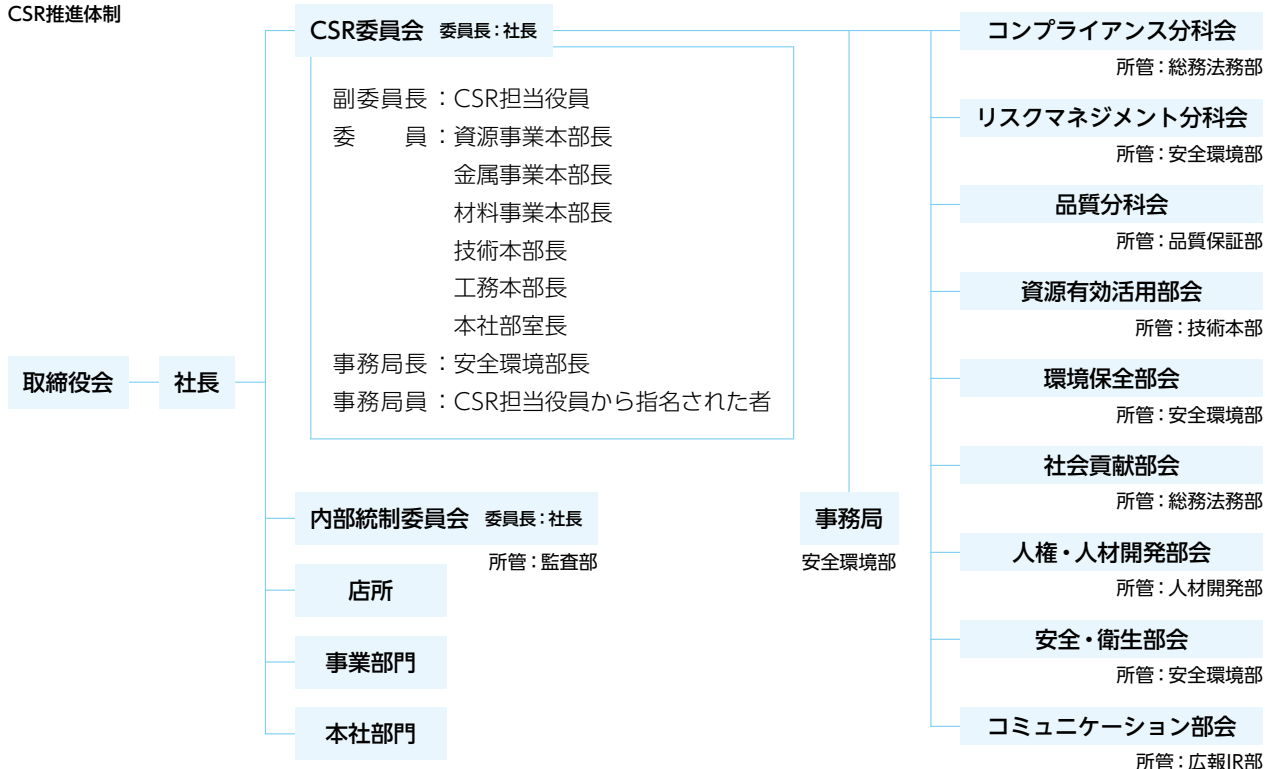 CSR推進体制
取締役会
社長
CSR委員会 委員長：社長
副委員長：CSR担当役員
委　　員：資源事業本部長
金属事業本部長
材料事業本部長
技術本部長
工務本部長
本社部室長
事務局長：安全環境部長
事務局員：CSR担当役員から指名された者
内部統制委員会 委員長：社長
所管：監査部
店所
事業部門
本社部門
事務局
安全環境部
コンプライアンス分科会
所管：総務法務部
リスクマネジメント分科会
所管：安全環境部
品質分科会
所管：品質保証部
資源有効活用部会
所管：技術本部
環境保全部会
所管：安全環境部
社会貢献部会
所管：総務法務部
人権・人材開発部会
所管：人材開発部
安全・衛生部会
所管：安全環境部
コミュニケーション部会
所管：広報IR部